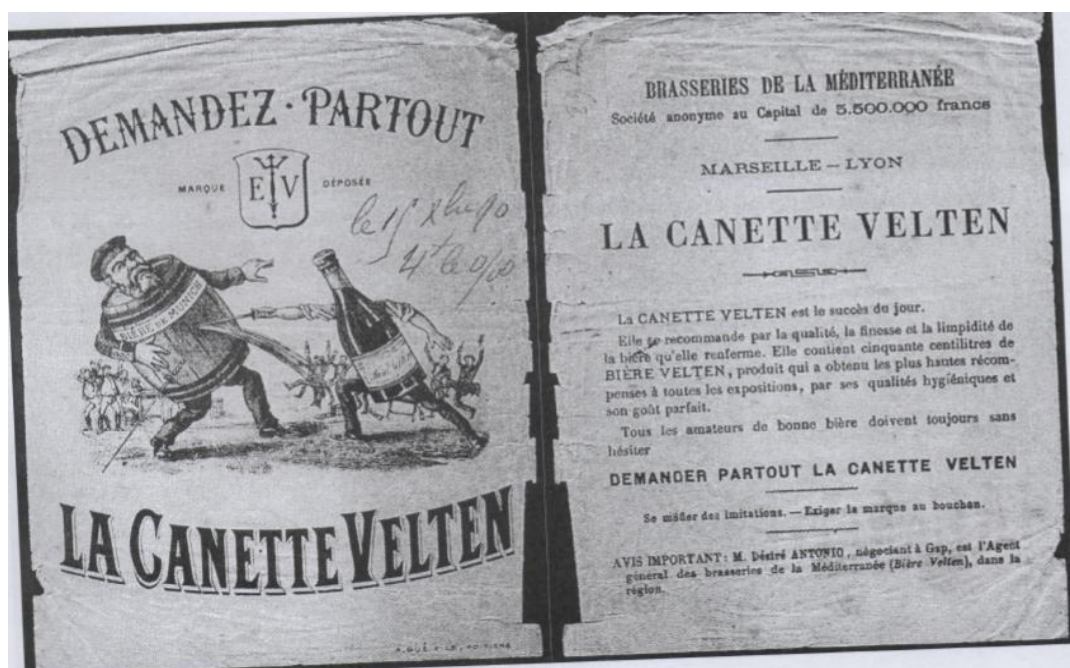 DEMANDEZ · PARTOUT
MARQUE E V DÉPOSÉE
BIÈRE DE MUNICH
LA CANETTE VELTEN
BRASSERIES DE LA MÉDITERRANÉE
Société anonyme au Capital de 5.500.000 francs
MARSEILLE – LYON
LA CANETTE VELTEN
La CANETTE VELTEN est le succès du jour.
Elle se recommande par la qualité, la finesse et la limpidité de
la bière qu'elle renferme. Elle contient cinquante centilitres de
BIÈRE VELTEN, produit qui a obtenu les plus hautes récom-
penses à toutes les expositions, par ses qualités hygiéniques et
son goût parfait.
Tous les amateurs de bonne bière doivent toujours sans
hésiter
DEMANDER PARTOUT LA CANETTE VELTEN
Se méfier des imitations. — Exiger la marque au bouchon.
AVIS IMPORTANT : M. Désiré ANTONIO, négociant à Gap, est l'Agent
général des brasseries de la Méditerranée (Bière Velten), dans la
région.